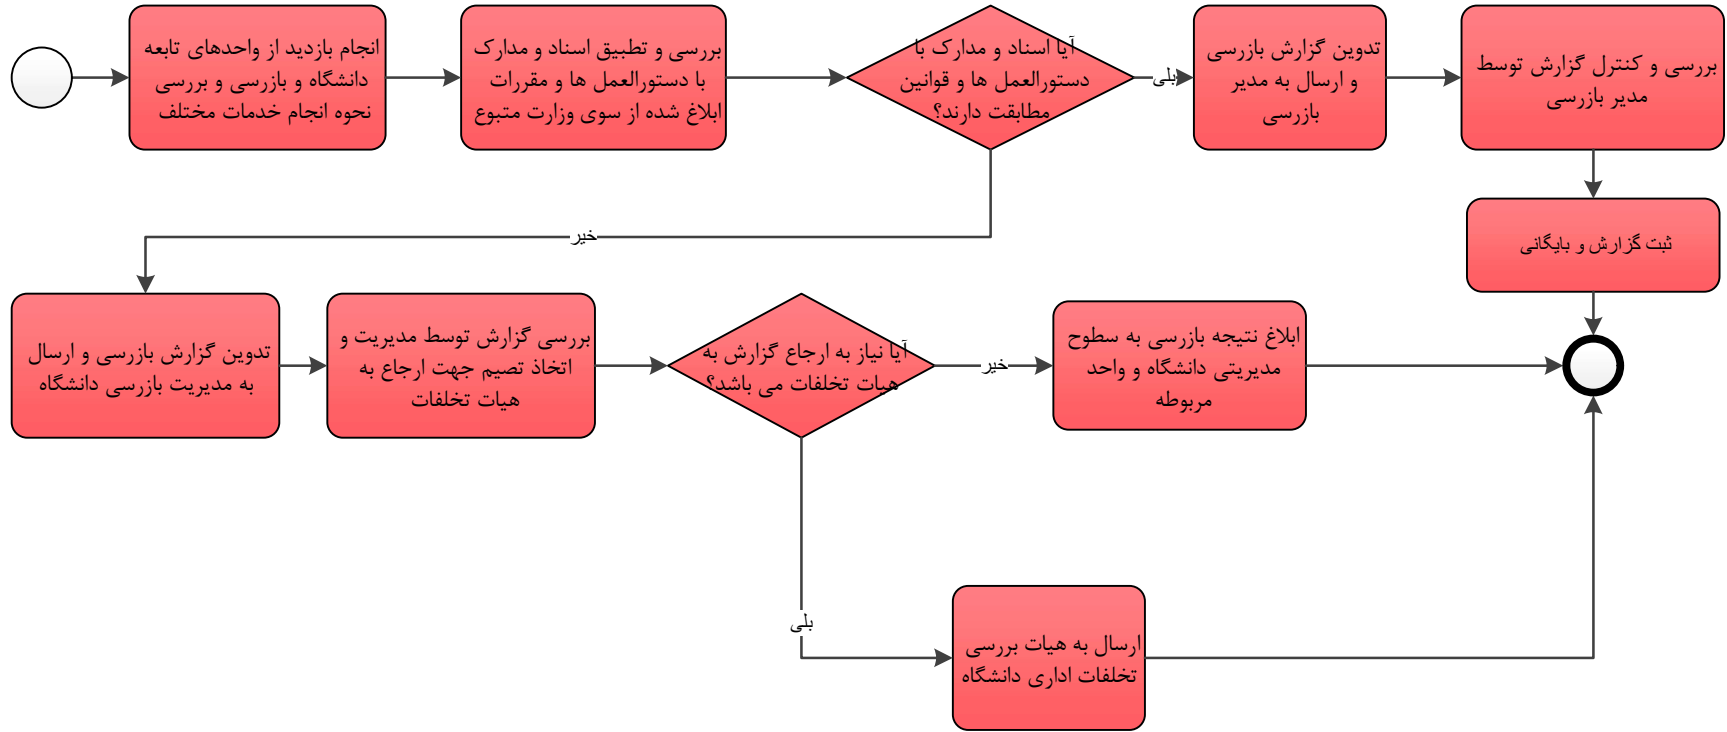 انجام بازدید از واحدهای تابعه
دانشگاه و بازرسی و بررسی
نحوه انجام خدمات مختلف
بررسی و تطبیق اسناد و مدارک
با دستورالعمل ها و مقررات
ابلاغ شده از سوی وزارت متبوع
آیا اسناد و مدارک با
دستورالعمل ها و قوانین
مطابقت دارند؟
بلی
تدوین گزارش بازرسی
و ارسال به مدیر
بازرسی
بررسی و کنترل گزارش توسط
مدیر بازرسی
ثبت گزارش و بایگانی
خیر
تدوین گزارش بازرسی و ارسال
به مدیریت بازرسی دانشگاه
بررسی گزارش توسط مدیریت و
اتخاذ تصیم جهت ارجاع به
هیات تخلفات
آیا نیاز به ارجاع گزارش به
هیات تخلفات می باشد؟
خیر
ابلاغ نتیجه بازرسی به سطوح
مدیریتی دانشگاه و واحد
مربوطه
بلی
ارسال به هیات بررسی
تخلفات اداری دانشگاه